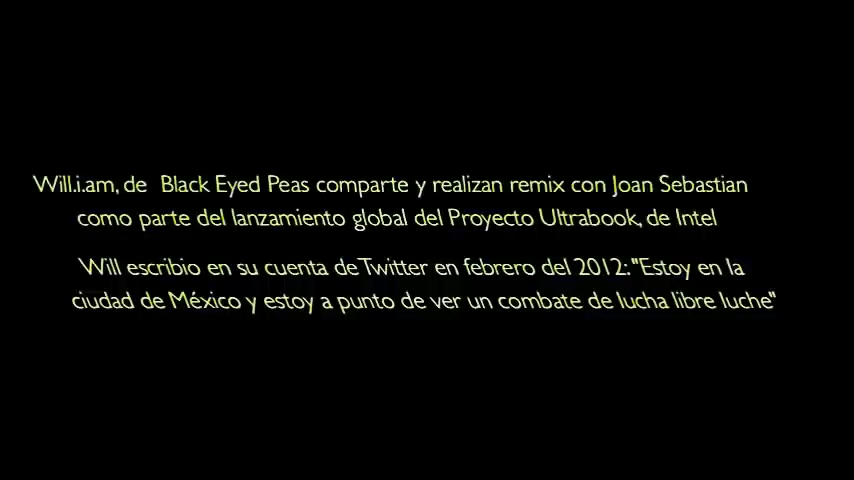 Will.i.am, de Black Eyed Peas comparte y realizan remix con Joan Sebastian
como parte del lanzamiento global del Proyecto Ultrabook, de Intel
Will escribio en su cuenta de Twitter en febrero del 2012: "Estoy en la
ciudad de México y estoy a punto de ver un combate de lucha libre luche"